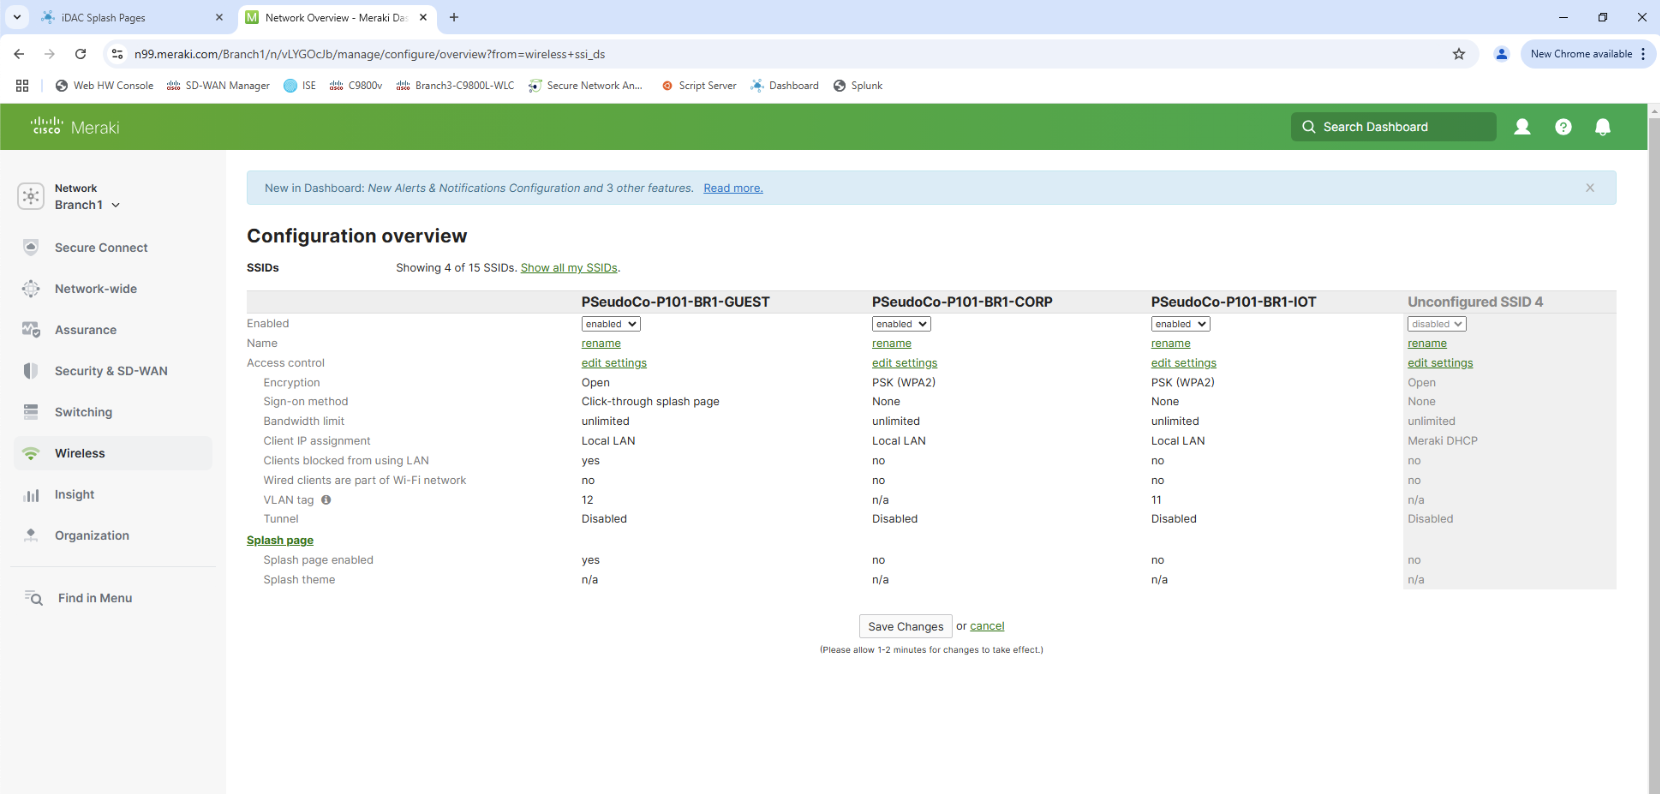 iDAC Splash Pages
Network Overview - Meraki Da
n99.meraki.com/Branch1/n/vLYGOcJb/manage/configure/overview?from=wireless+ssi_ds
New Chrome available
Web HW Console SD-WAN Manager ISE C9800v Branch3-C9800L-WLC Secure Network An... Script Server Dashboard Splunk
cisco Meraki
Search Dashboard
Network
Branch1
Secure Connect
Network-wide
Assurance
Security & SD-WAN
Switching
Wireless
Insight
Organization
Find in Menu
New in Dashboard: New Alerts & Notifications Configuration and 3 other features. Read more.
Configuration overview
SSIDs Showing 4 of 15 SSIDs. Show all my SSIDs.
PSeudoCo-P101-BR1-GUEST PSeudoCo-P101-BR1-CORP PSeudoCo-P101-BR1-IOT Unconfigured SSID 4
Enabled enabled enabled enabled disabled
Name rename rename rename rename
Access control edit settings edit settings edit settings edit settings
Encryption Open PSK (WPA2) PSK (WPA2) Open
Sign-on method Click-through splash page None None None
Bandwidth limit unlimited unlimited unlimited unlimited
Client IP assignment Local LAN Local LAN Local LAN Meraki DHCP
Clients blocked from using LAN yes no no no
Wired clients are part of Wi-Fi network no no no no
VLAN tag 12 n/a 11 n/a
Tunnel Disabled Disabled Disabled Disabled
Splash page
Splash page enabled yes no no no
Splash theme n/a n/a n/a n/a
Save Changes or cancel
(Please allow 1-2 minutes for changes to take effect.)